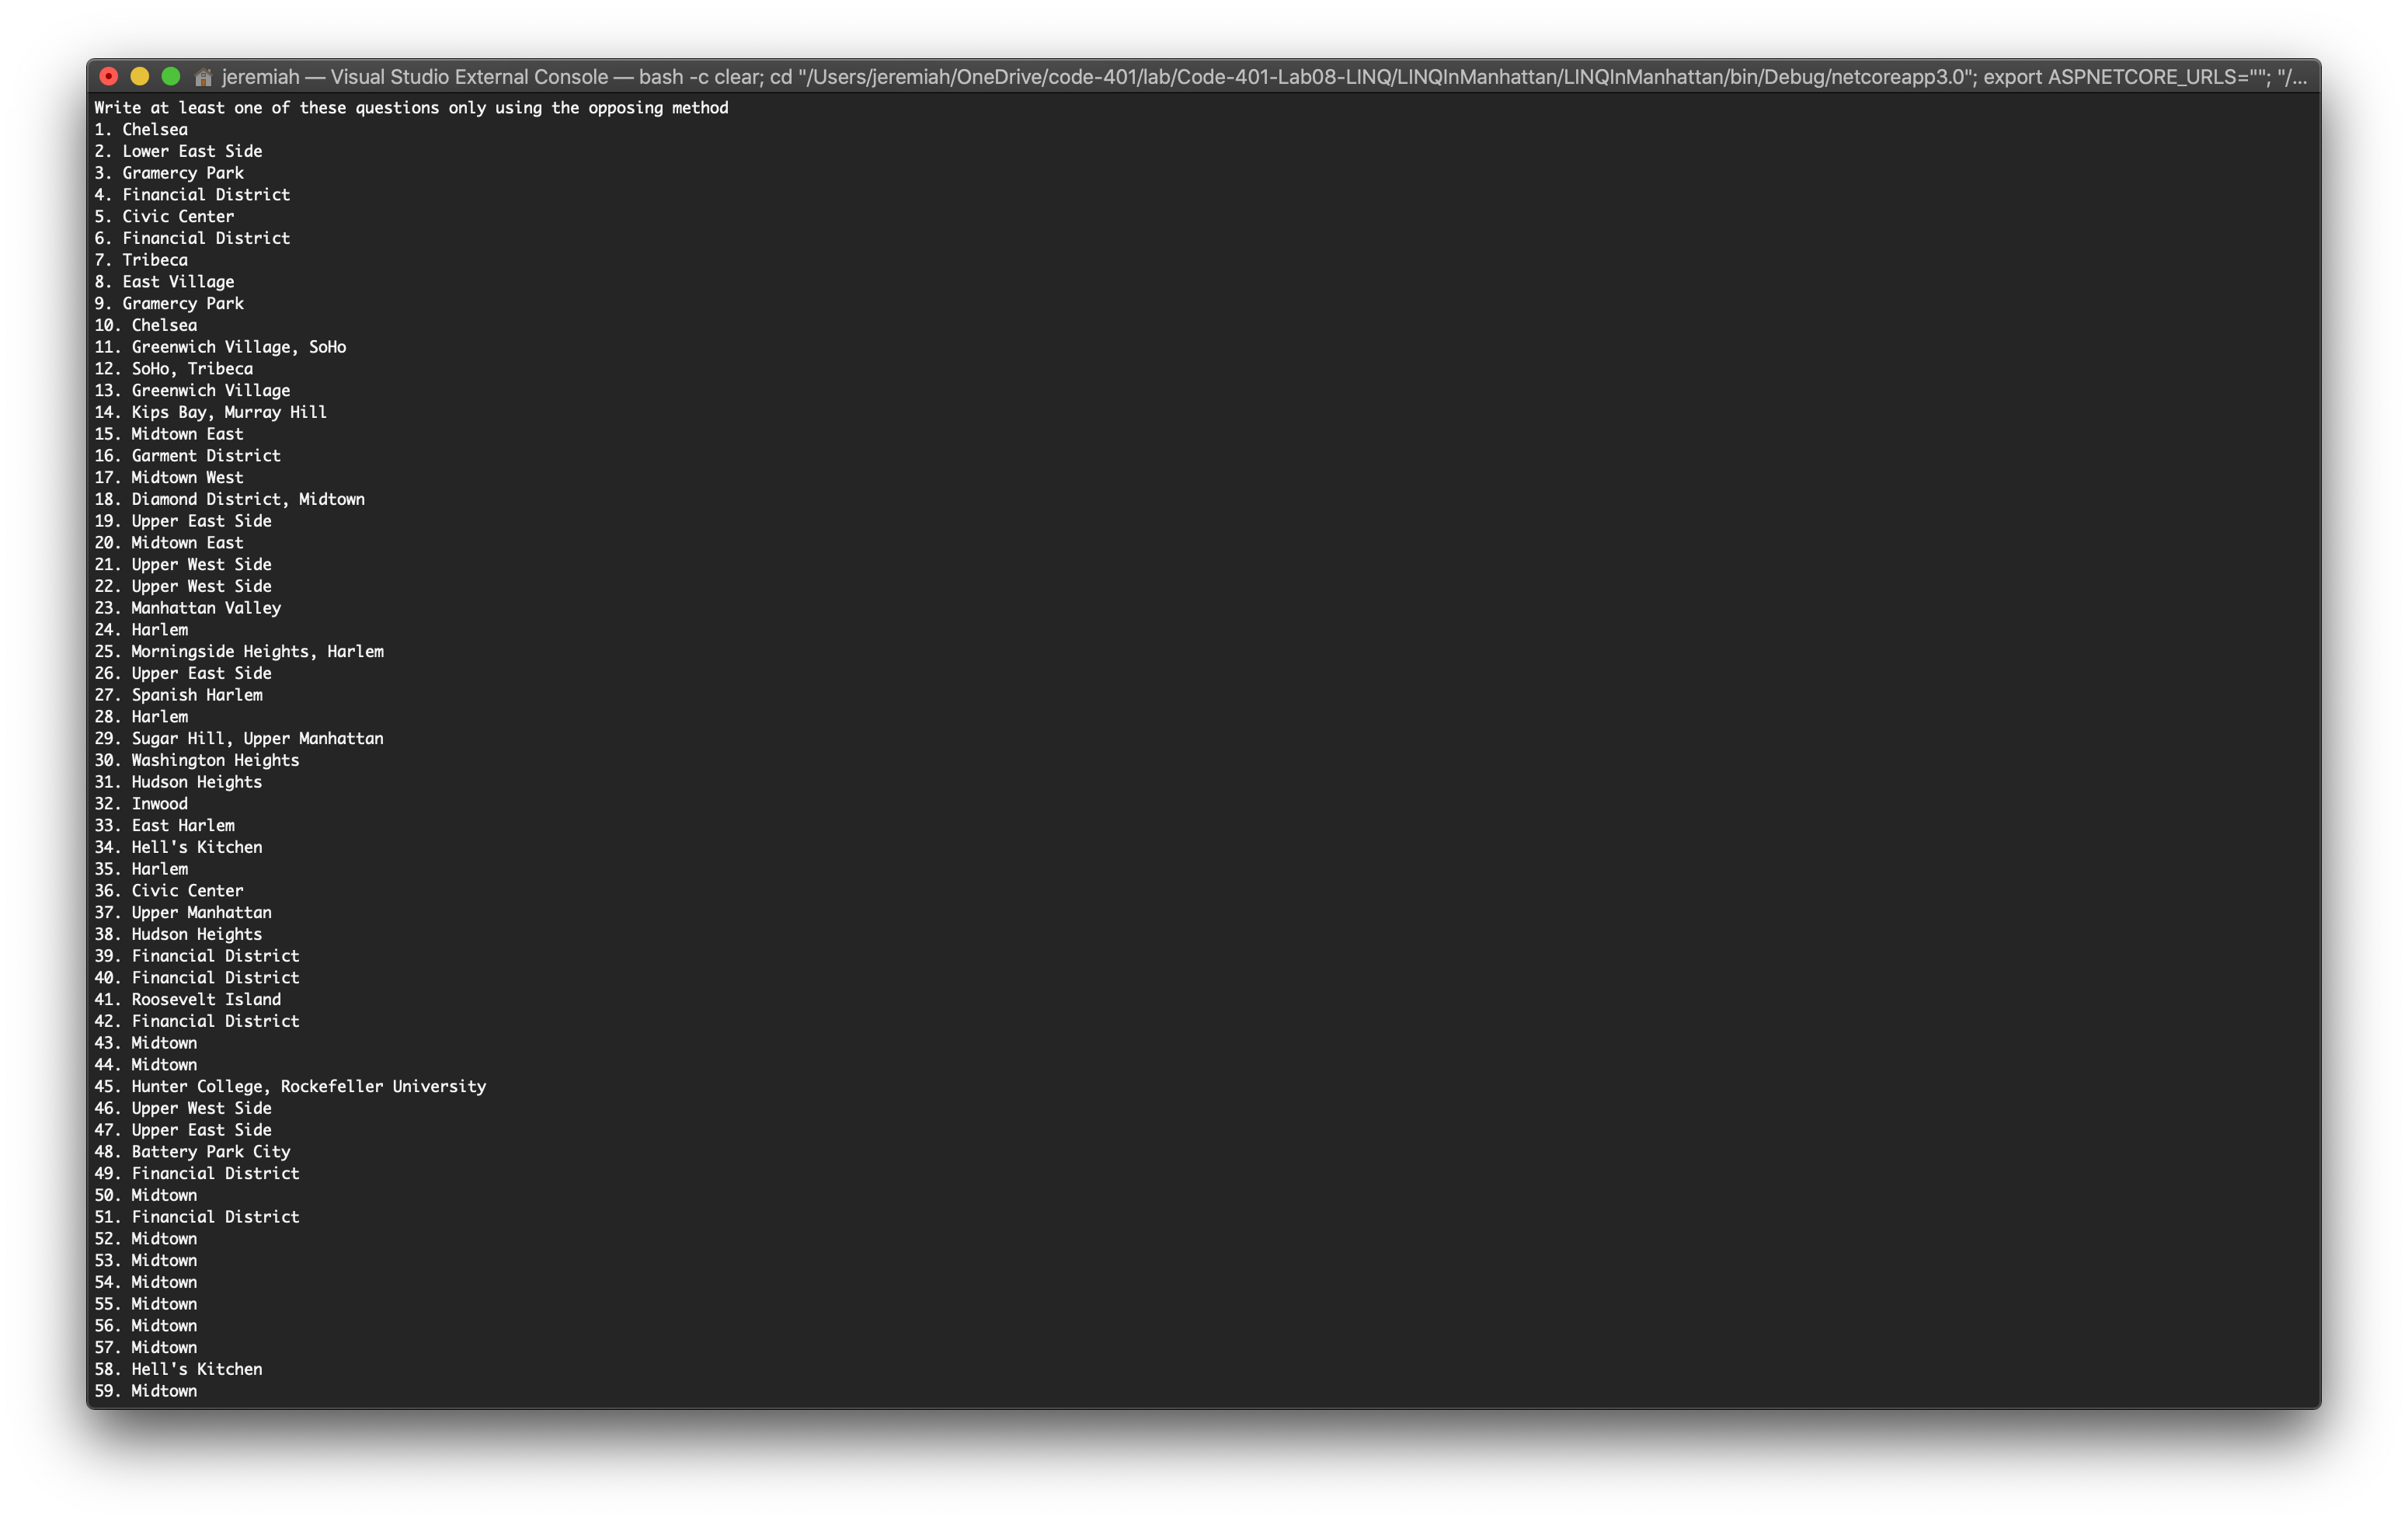 jeremiah — Visual Studio External Console — bash -c clear; cd "/Users/jeremiah/OneDrive/code-401/lab/Code-401-Lab08-LINQ/LINQInManhattan/LINQInManhattan/bin/Debug/netcoreapp3.0"; export ASPNETCORE_URLS=""; "/...
Write at least one of these questions only using the opposing method
1. Chelsea
2. Lower East Side
3. Gramercy Park
4. Financial District
5. Civic Center
6. Financial District
7. Tribeca
8. East Village
9. Gramercy Park
10. Chelsea
11. Greenwich Village, SoHo
12. SoHo, Tribeca
13. Greenwich Village
14. Kips Bay, Murray Hill
15. Midtown East
16. Garment District
17. Midtown West
18. Diamond District, Midtown
19. Upper East Side
20. Midtown East
21. Upper West Side
22. Upper West Side
23. Manhattan Valley
24. Harlem
25. Morningside Heights, Harlem
26. Upper East Side
27. Spanish Harlem
28. Harlem
29. Sugar Hill, Upper Manhattan
30. Washington Heights
31. Hudson Heights
32. Inwood
33. East Harlem
34. Hell's Kitchen
35. Harlem
36. Civic Center
37. Upper Manhattan
38. Hudson Heights
39. Financial District
40. Financial District
41. Roosevelt Island
42. Financial District
43. Midtown
44. Midtown
45. Hunter College, Rockefeller University
46. Upper West Side
47. Upper East Side
48. Battery Park City
49. Financial District
50. Midtown
51. Financial District
52. Midtown
53. Midtown
54. Midtown
55. Midtown
56. Midtown
57. Midtown
58. Hell's Kitchen
59. Midtown